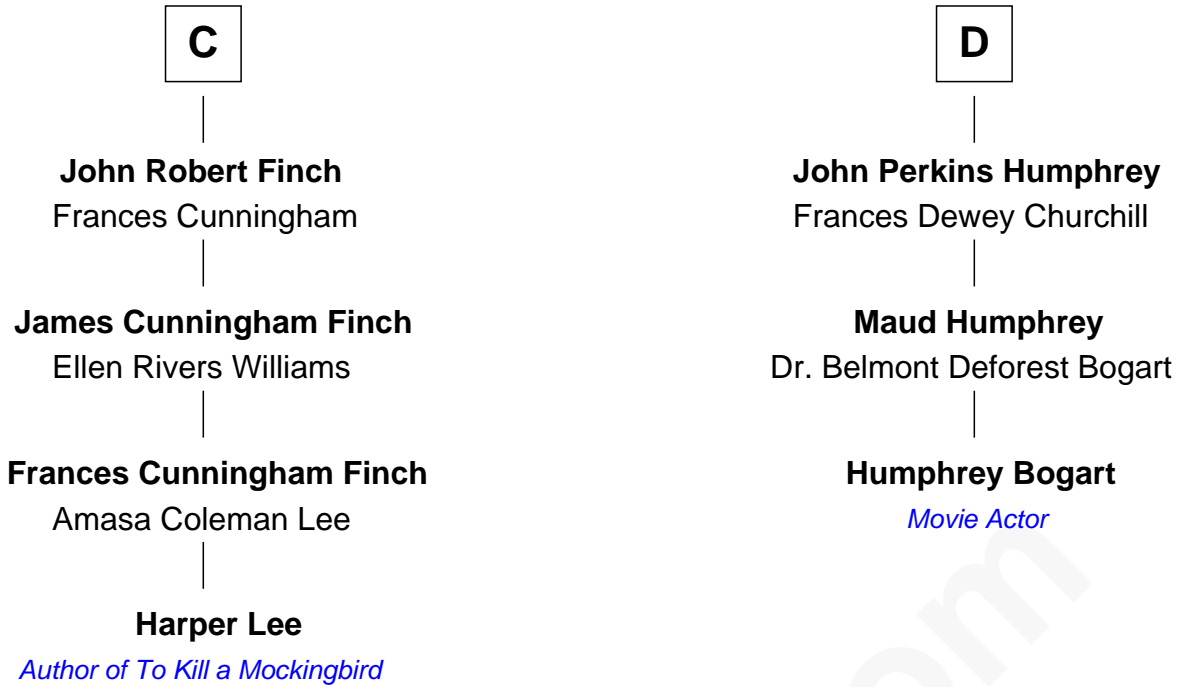 C
John Robert Finch
Frances Cunningham
James Cunningham Finch
Ellen Rivers Williams
Frances Cunningham Finch
Amasa Coleman Lee
Harper Lee
Author of To Kill a Mockingbird
D
John Perkins Humphrey
Frances Dewey Churchill
Maud Humphrey
Dr. Belmont Deforest Bogart
Humphrey Bogart
Movie Actor
om